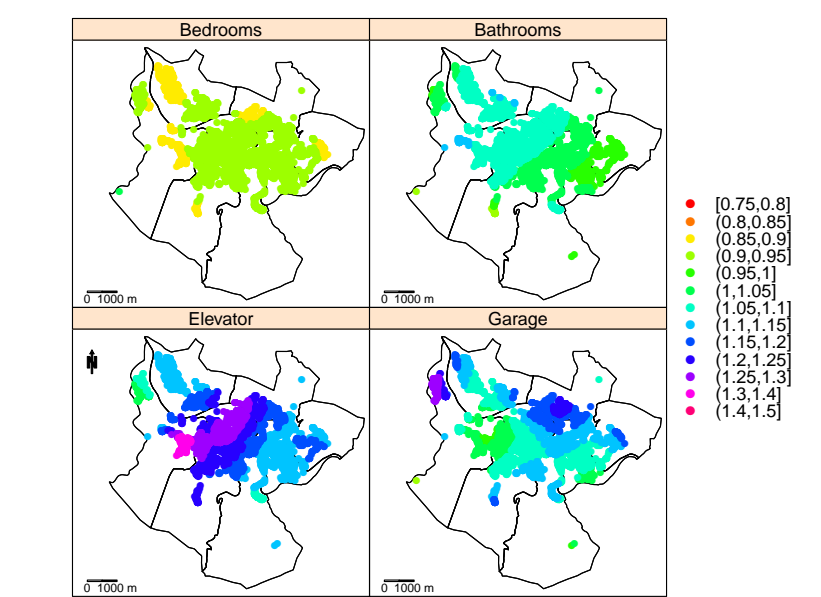 Bedrooms
Bathrooms
0 1000 m
0 1000 m
Elevator
Garage
N
0 1000 m
0 1000 m
[0.75,0.8]
(0.8,0.85]
(0.85,0.9]
(0.9,0.95]
(0.95,1]
(1,1.05]
(1.05,1.1]
(1.1,1.15]
(1.15,1.2]
(1.2,1.25]
(1.25,1.3]
(1.3,1.4]
(1.4,1.5]